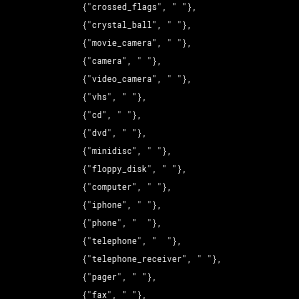 {"crossed_flags", " "},
{"crystal_ball", " "},
{"movie_camera", " "},
{"camera", " "},
{"video_camera", " "},
{"vhs", " "},
{"cd", " "},
{"dvd", " "},
{"minidisc", " "},
{"floppy_disk", " "},
{"computer", " "},
{"iphone", " "},
{"phone", "  "},
{"telephone", "  "},
{"telephone_receiver", " "},
{"pager", " "},
{"fax", " "},